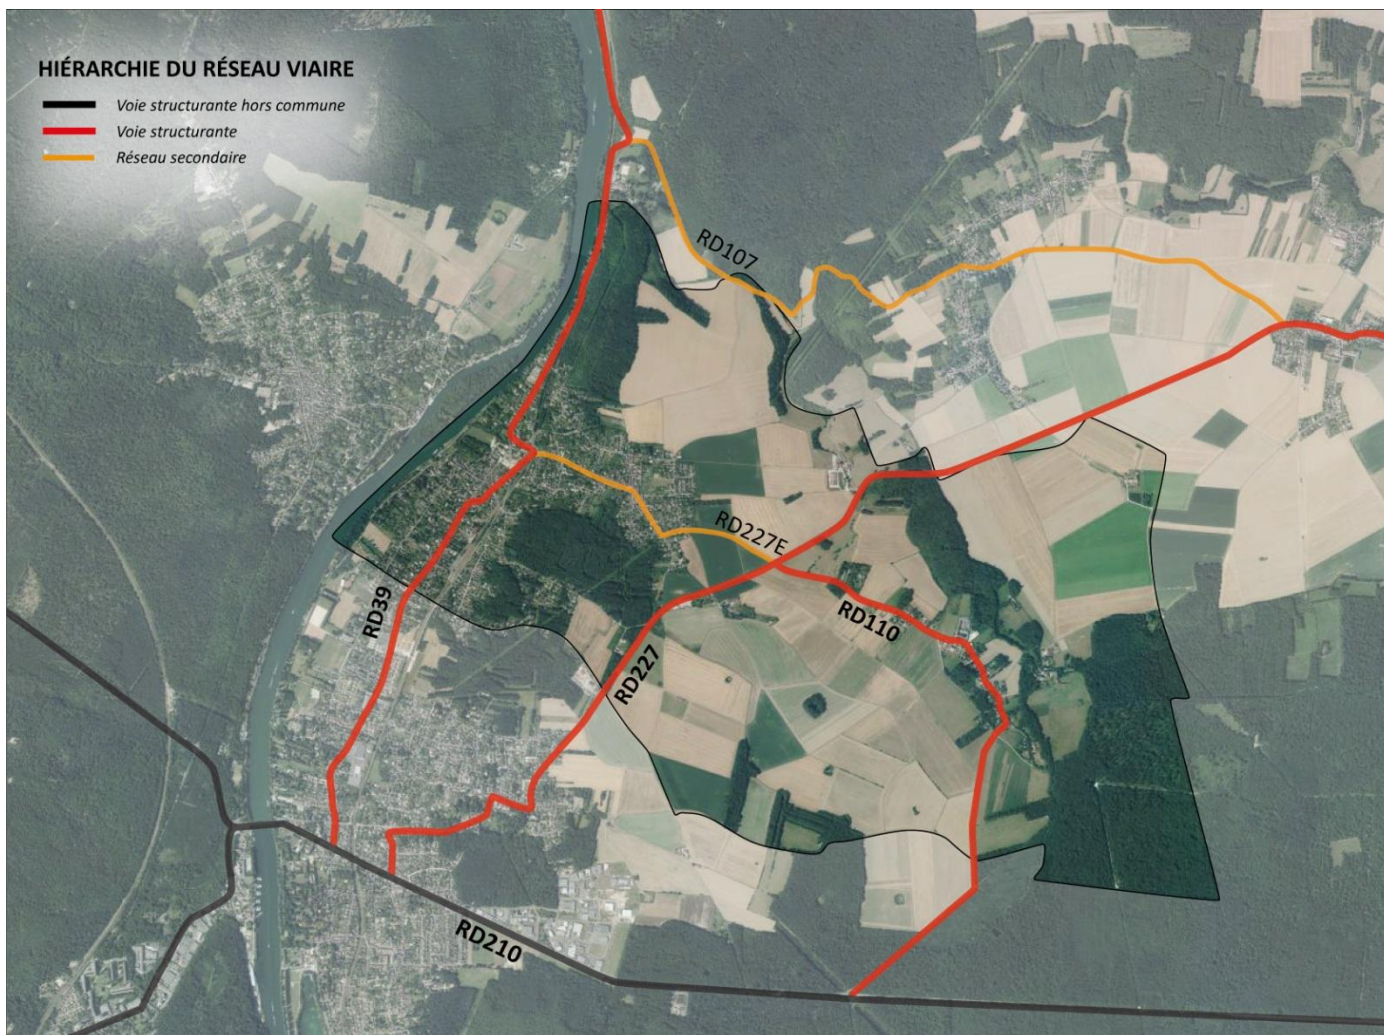 HIÉRARCHIE DU RÉSEAU VIAIRE
Voie structurante hors commune
Voie structurante
Réseau secondaire
RD107
RD227E
RD39
RD110
RD227
RD210